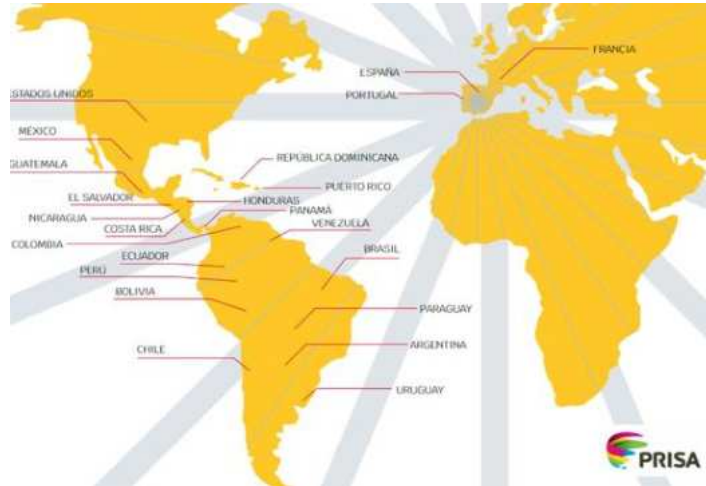 FRANCIA
ESPAÑA
PORTUGAL
ESTADOS UNIDOS
MÉXICO
GUATEMALA
REPÚBLICA DOMINICANA
PUERTO RICO
EL SALVADOR
HONDURAS
NICARAGUA
PANAMÁ
COSTA RICA
VENEZUELA
COLOMBIA
BRASIL
ECUADOR
PERÚ
BOLIVIA
PARAGUAY
ARGENTINA
CHILE
URUGUAY
PRISA